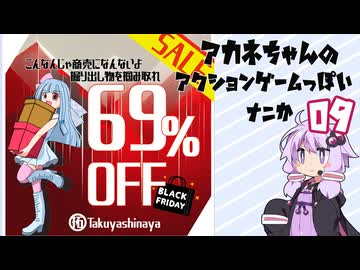 SALE
こんなんじゃ商売になんないよ
掘り出し物を掴み取れ
69%
OFF
BLACK
FRIDAY
拓 Takuyashinaya
アカネちゃんの
アクションゲームっぽい
ナニか 09